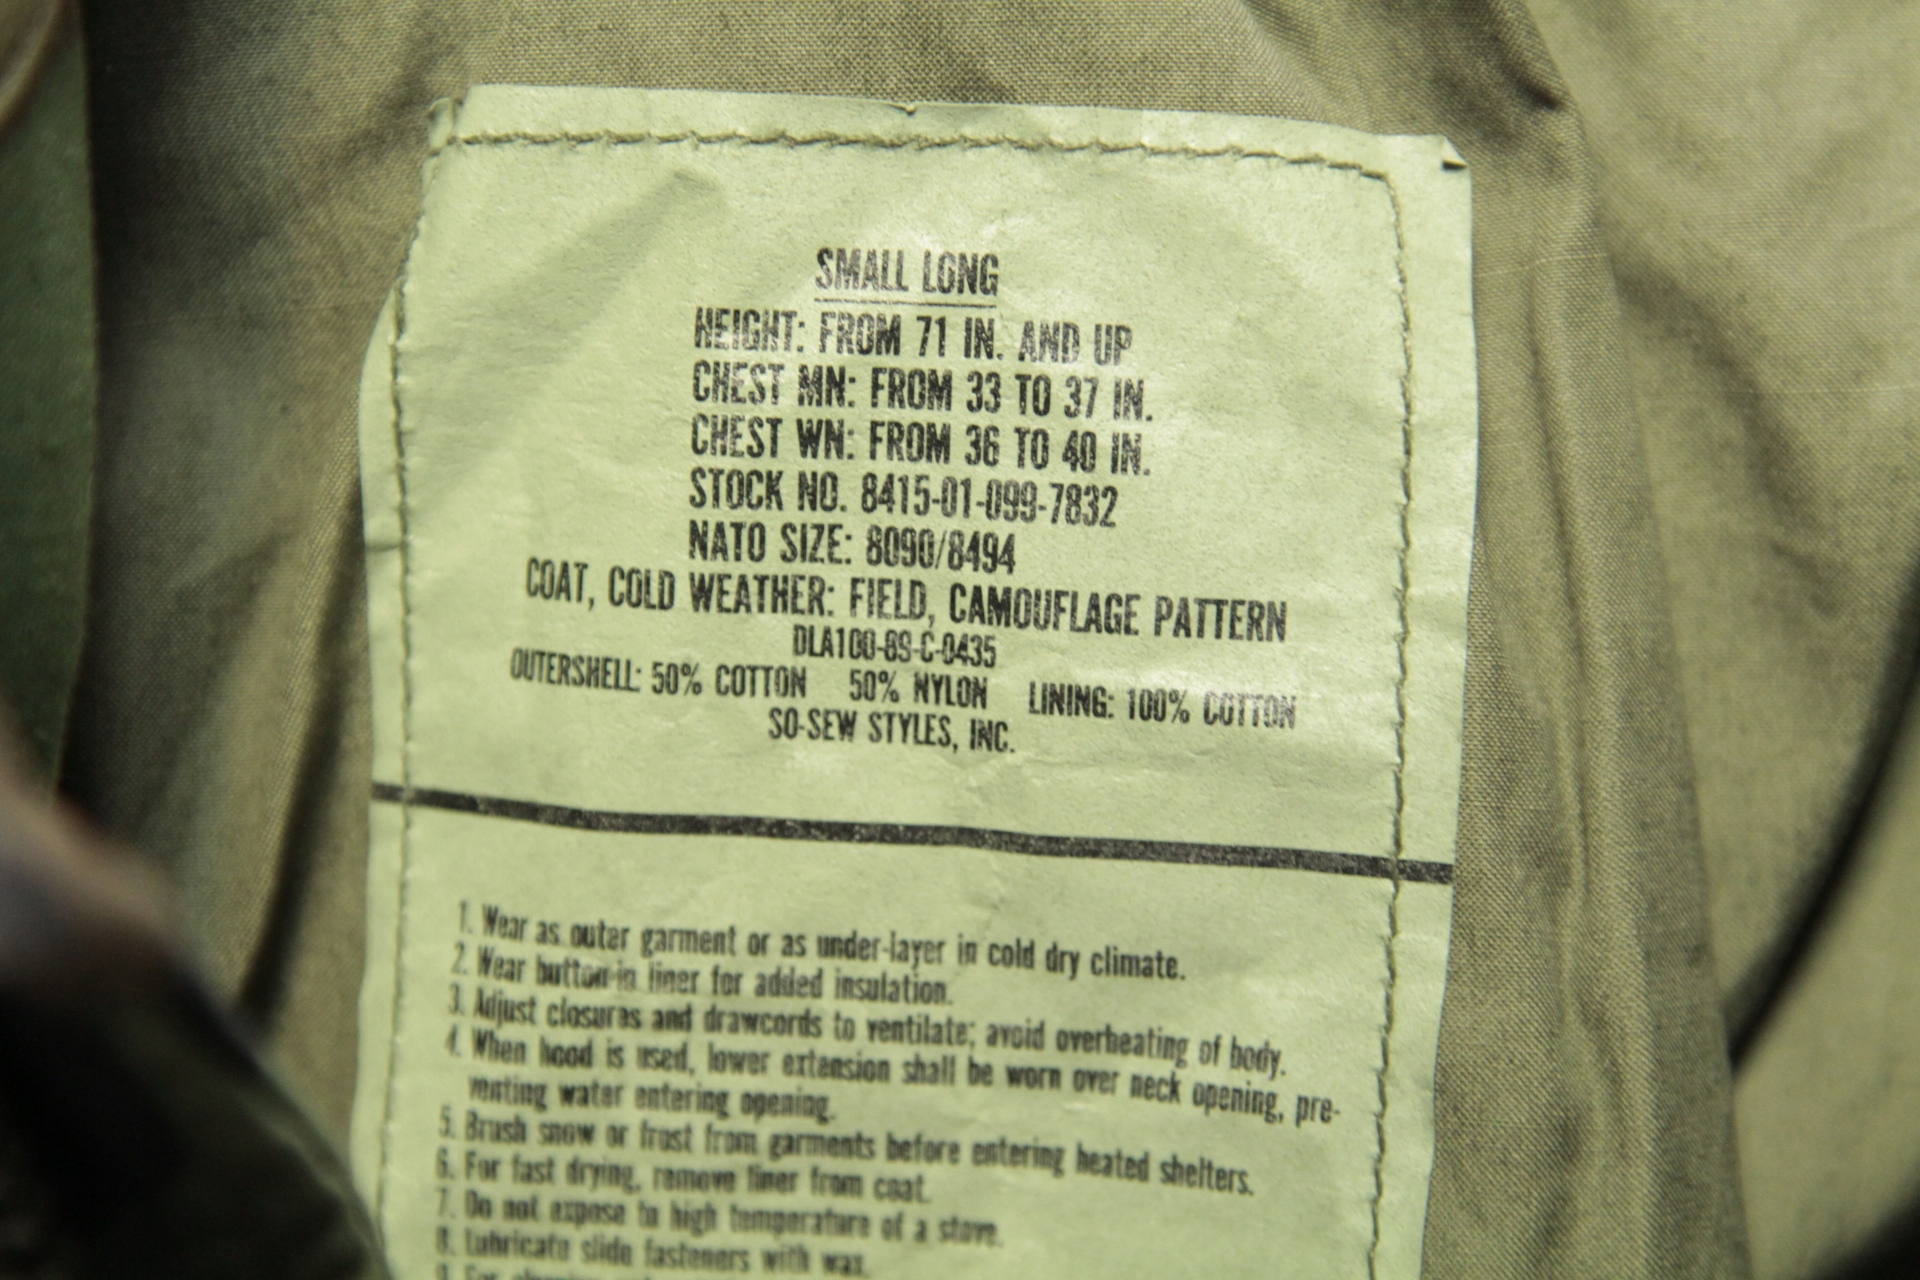 SMALL LONG
HEIGHT: FROM 71 IN. AND UP
CHEST MN: FROM 33 TO 37 IN.
CHEST WN: FROM 36 TO 40 IN.
STOCK NO. 8415-01-099-7832
NATO SIZE: 8090/8494
COAT, COLD WEATHER: FIELD, CAMOUFLAGE PATTERN
DLA100-89-C-0435
OUTERSHELL: 50% COTTON 50% NYLON LINING: 100% COTTON
SO-SEW STYLES, INC.
1. Wear as outer garment or as under-layer in cold dry climate.
2. Wear button-in liner for added insulation.
3. Adjust closures and drawcords to ventilate; avoid overheating of body.
4. When hood is used, lower extension shall be worn over neck opening, pre-
venting water entering opening.
5. Brush snow or frost from garments before entering heated shelters.
6. For fast drying, remove liner from coat.
7. Do not expose to high temperature of a stove.
8. Lubricate slide fasteners with wax.
9. For